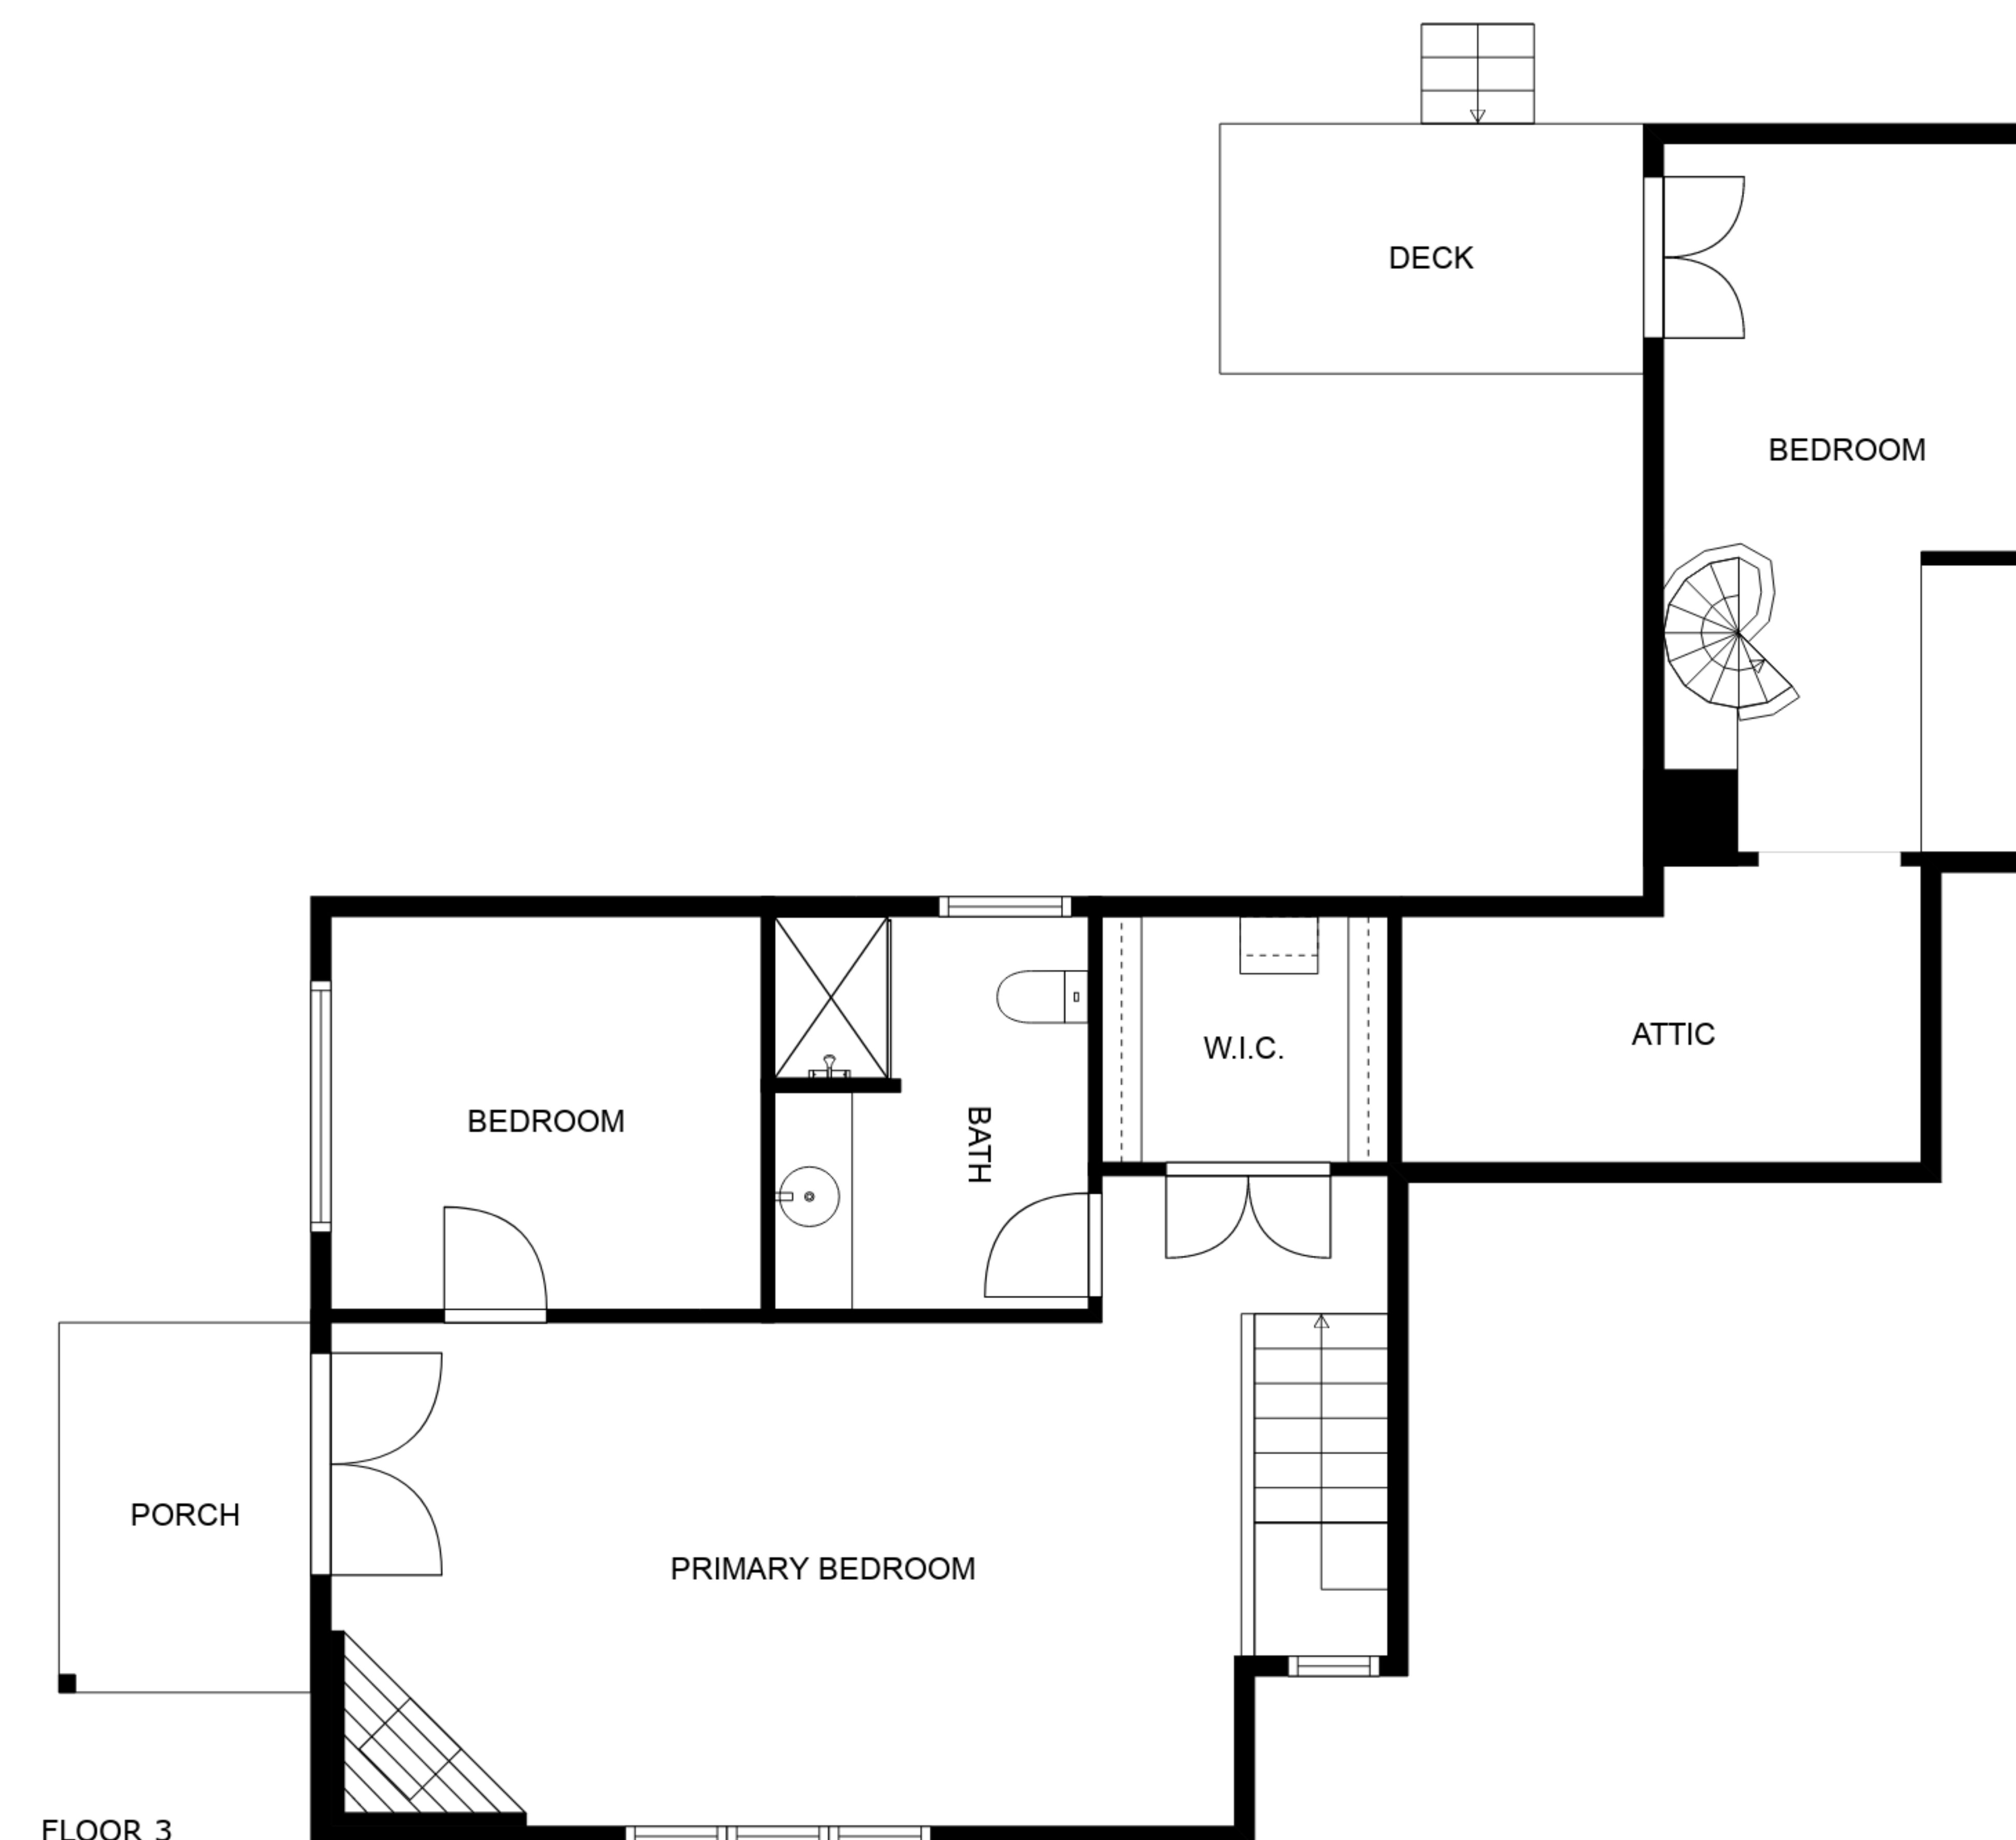 DECK
BEDROOM
W.I.C.
ATTIC
BEDROOM
BATH
PORCH
PRIMARY BEDROOM
FLOOR 3